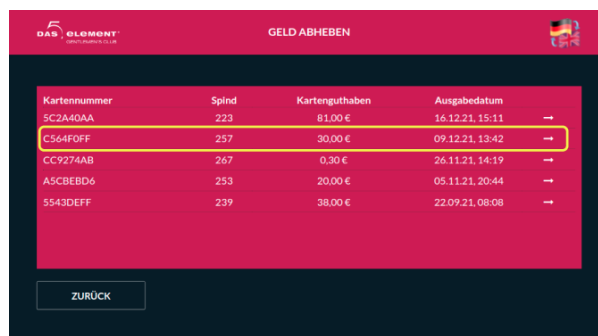 DAS 5 ELEMENT
GENTLEMEN'S CLUB
GELD ABHEBEN
Kartennummer Spind Kartenguthaben Ausgabedatum
5C2A40AA 223 81,00 € 16.12.21, 15:11 →
C564F0FF 257 30,00 € 09.12.21, 13:42 →
CC9274AB 267 0,30 € 26.11.21, 14:19 →
A5CBEBD6 253 20,00 € 05.11.21, 20:44 →
5543DEFF 239 38,00 € 22.09.21, 08:08 →
ZURÜCK